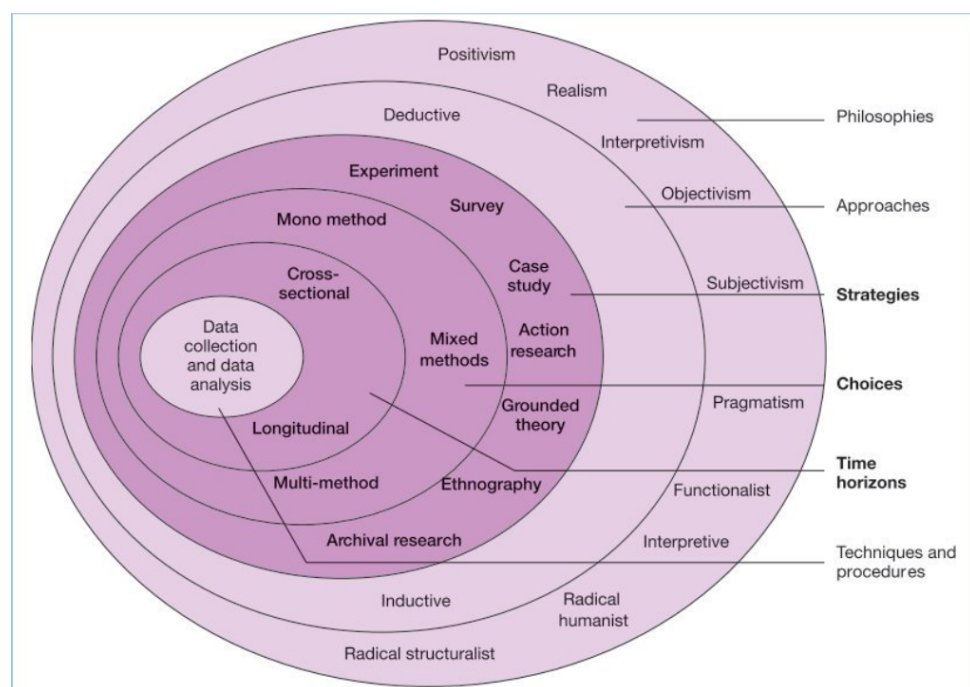 Positivism
Realism
Philosophies
Deductive
Interpretivism
Experiment
Objectivism
Approaches
Survey
Mono method
Case
study
Subjectivism
Strategies
Cross-
sectional
Data
collection
and data
analysis
Mixed
methods
Action
research
Choices
Pragmatism
Grounded
theory
Longitudinal
Time
horizons
Multi-method
Ethnography
Functionalist
Archival research
Interpretive
Techniques and
procedures
Inductive
Radical
humanist
Radical structuralist